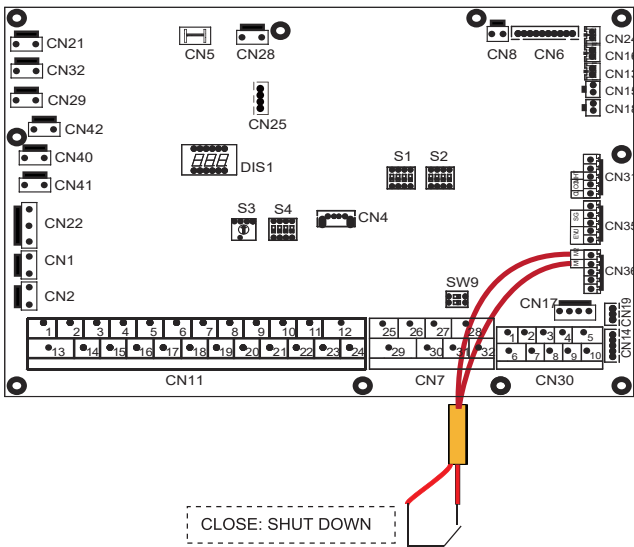 CN21
CN32
CN29
CN42
CN40
CN41
CN22
CN1
CN2
CN5
CN28
CN25
DIS1
S1 S2
S3 S4
CN4
SW9
CN8 CN6
CN24
CN16
CN13
CN15
CN18
CN31
SG
EVU
CN35
M1 M2
CN36
CN17
CN19
CN14
1 2 3 4 5 6 7 8 9 10 11 12
13 14 15 16 17 18 19 20 21 22 23 24
CN11
25 26 27 28
29 30 31 32
CN7
1 2 3 4 5
6 7 8 9 10
CN30
CLOSE: SHUT DOWN